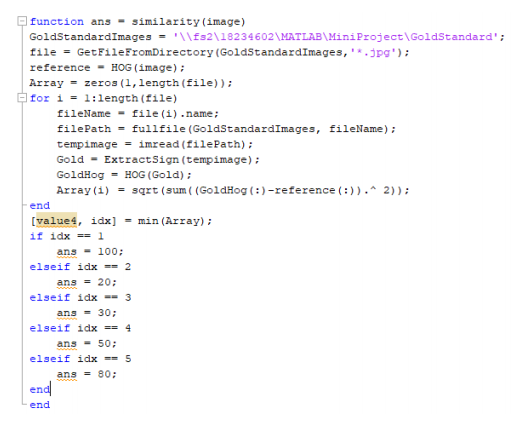 function ans = similarity(image)
GoldStandardImages = '\\fs2\18234602\MATLAB\MiniProject\GoldStandard';
file = GetFileFromDirectory(GoldStandardImages,'*.jpg');
reference = HOG(image);
Array = zeros(1,length(file));
for i = 1:length(file)
    fileName = file(i).name;
    filePath = fullfile(GoldStandardImages, fileName);
    tempimage = imread(filePath);
    Gold = ExtractSign(tempimage);
    GoldHog = HOG(Gold);
    Array(i) = sqrt(sum((GoldHog(:)-reference(:)).^ 2));
end
[value4, idx] = min(Array);
if idx == 1
    ans = 100;
elseif idx == 2
    ans = 20;
elseif idx == 3
    ans = 30;
elseif idx == 4
    ans = 50;
elseif idx == 5
    ans = 80;
end
end